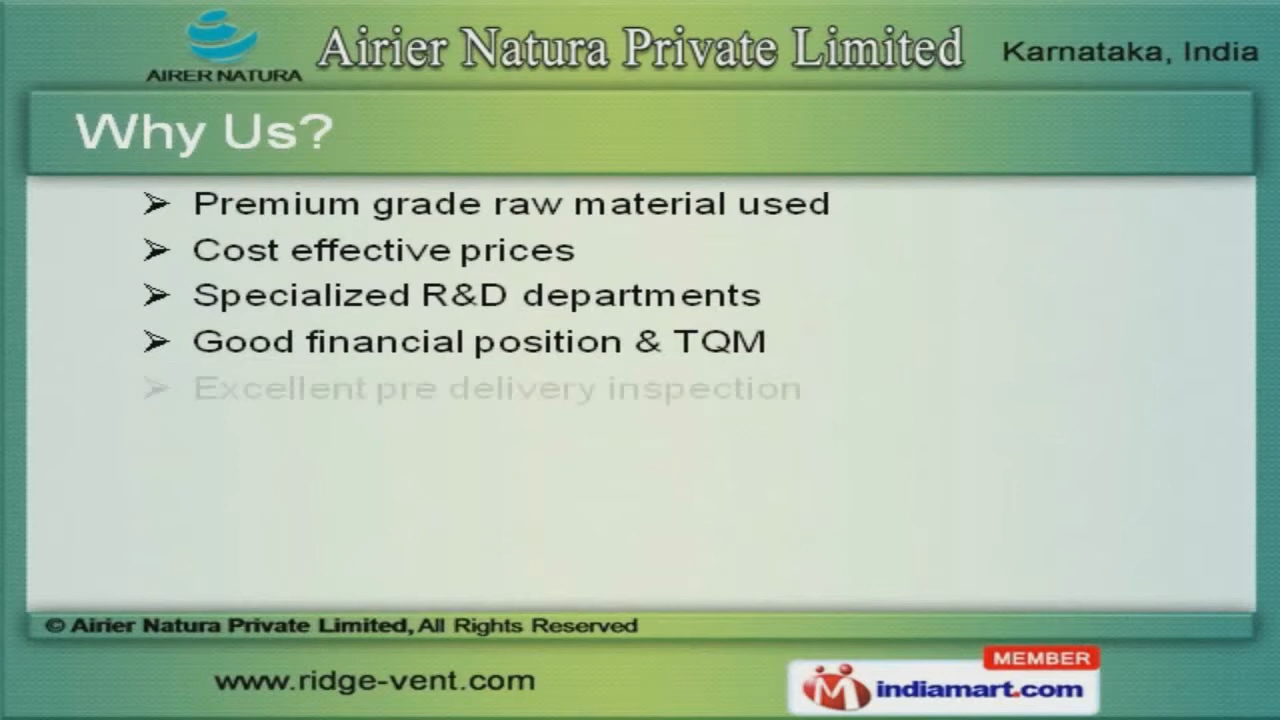 AIRER NATURA
Airier Natura Private Limited
Karnataka, India
Why Us?
➢ Premium grade raw material used
➢ Cost effective prices
➢ Specialized R&D departments
➢ Good financial position & TQM
➢ Excellent pre delivery inspection
© Airier Natura Private Limited, All Rights Reserved
www.ridge-vent.com
MEMBER
indiamart.com